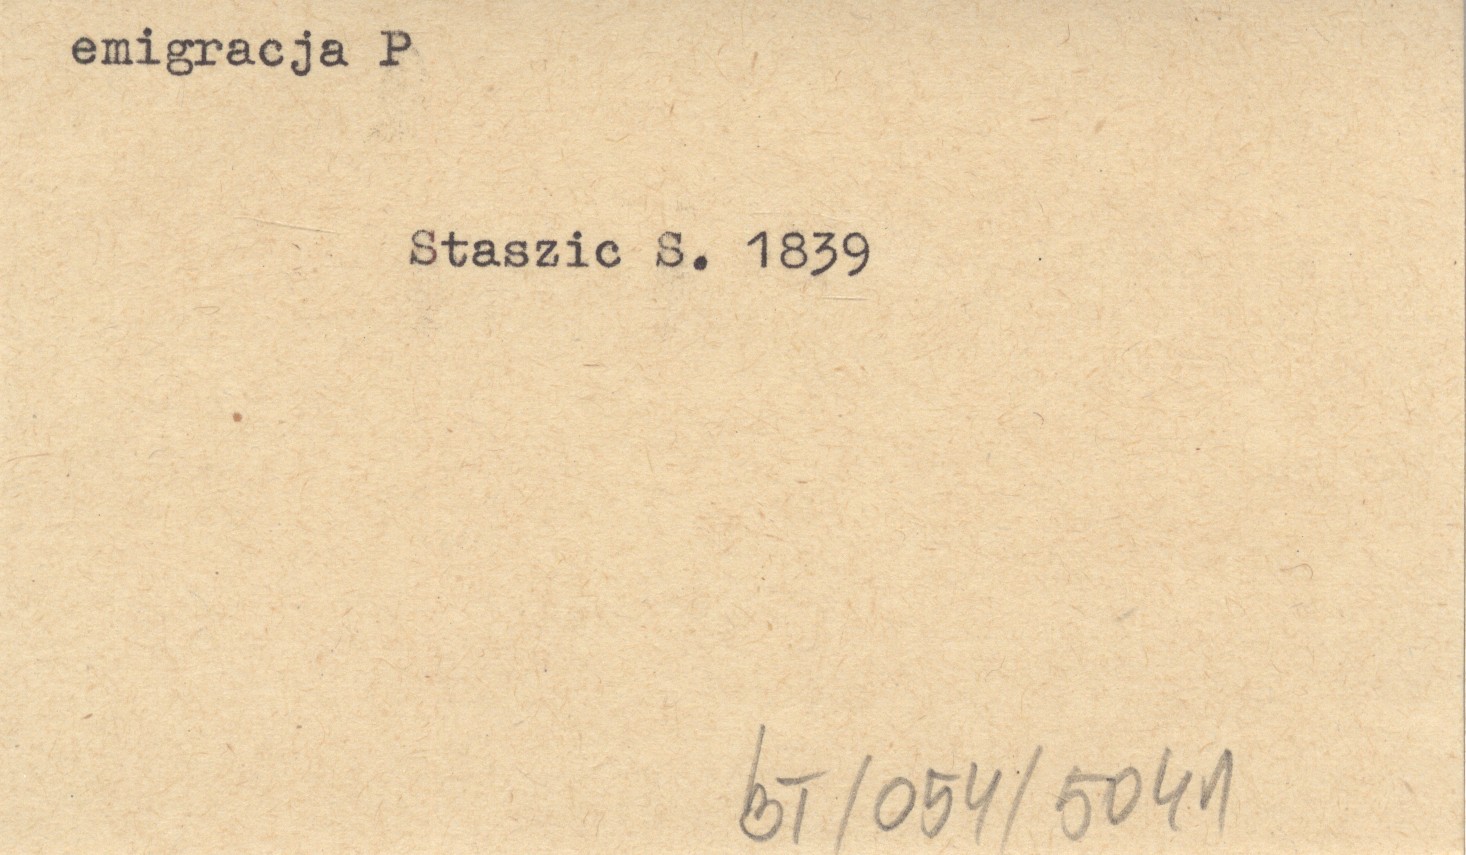 emigracja P
Staszic S. 1839
BT/054/5041